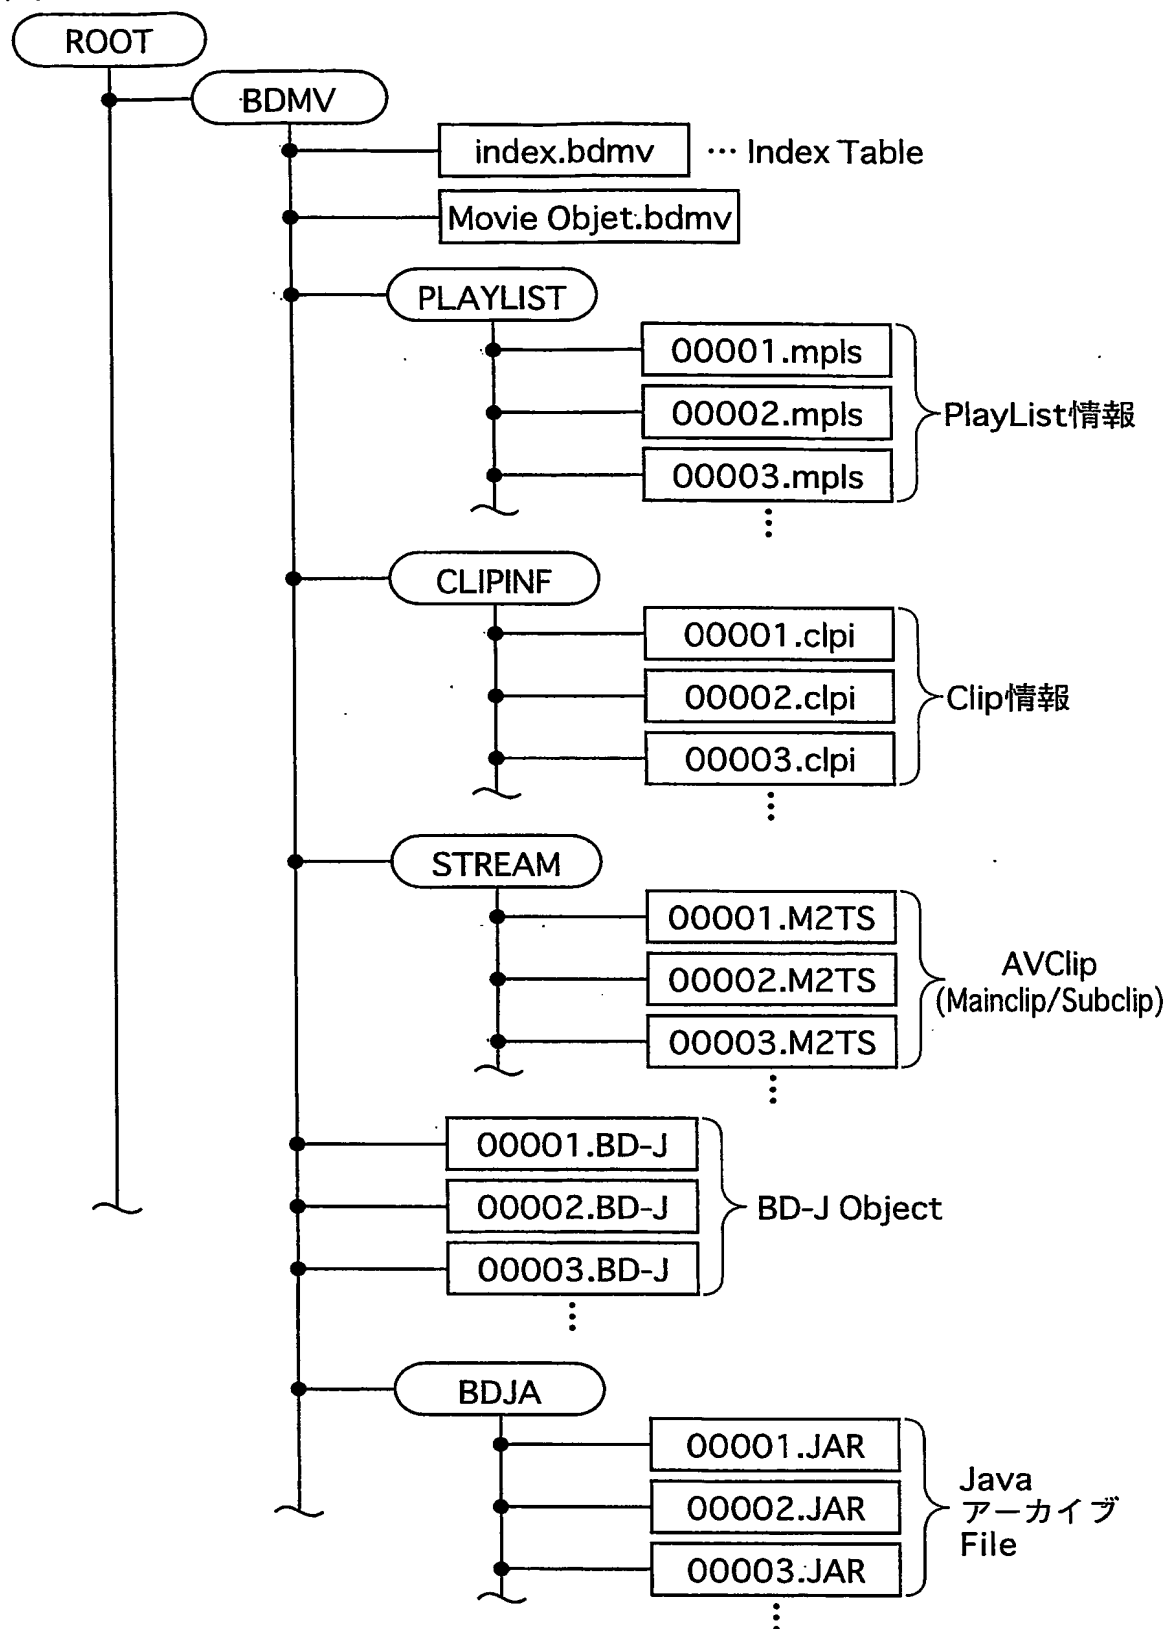 ROOT
BDMV
index.bdmv … Index Table
Movie Objet.bdmv
PLAYLIST
00001.mpls
00002.mpls
PlayList情報
00003.mpls
CLIPINF
00001.clpi
00002.clpi
Clip情報
00003.clpi
STREAM
00001.M2TS
00002.M2TS
AVClip
(Mainclip/Subclip)
00003.M2TS
00001.BD-J
00002.BD-J
BD-J Object
00003.BD-J
BDJA
00001.JAR
00002.JAR
Java
アーカイブ
File
00003.JAR